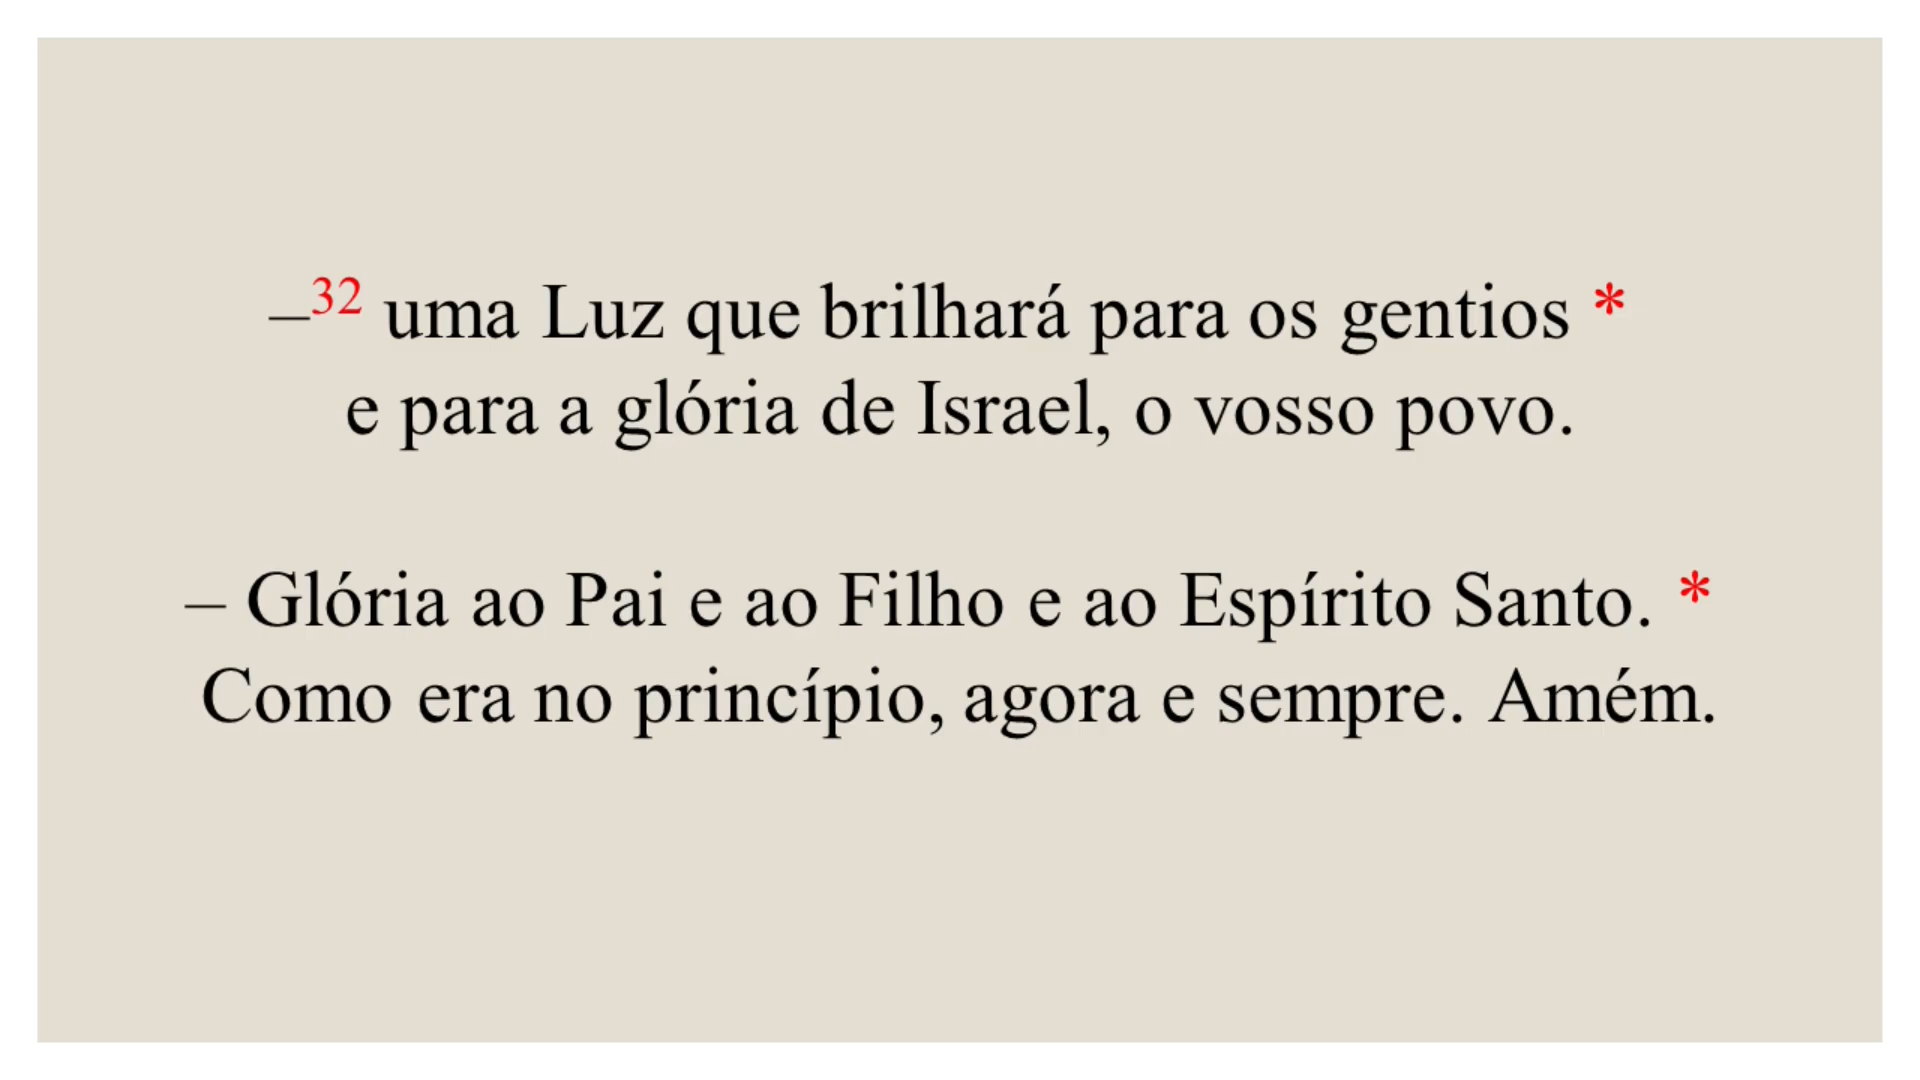 –32 uma Luz que brilhará para os gentios *
e para a glória de Israel, o vosso povo.
– Glória ao Pai e ao Filho e ao Espírito Santo. *
Como era no princípio, agora e sempre. Amém.